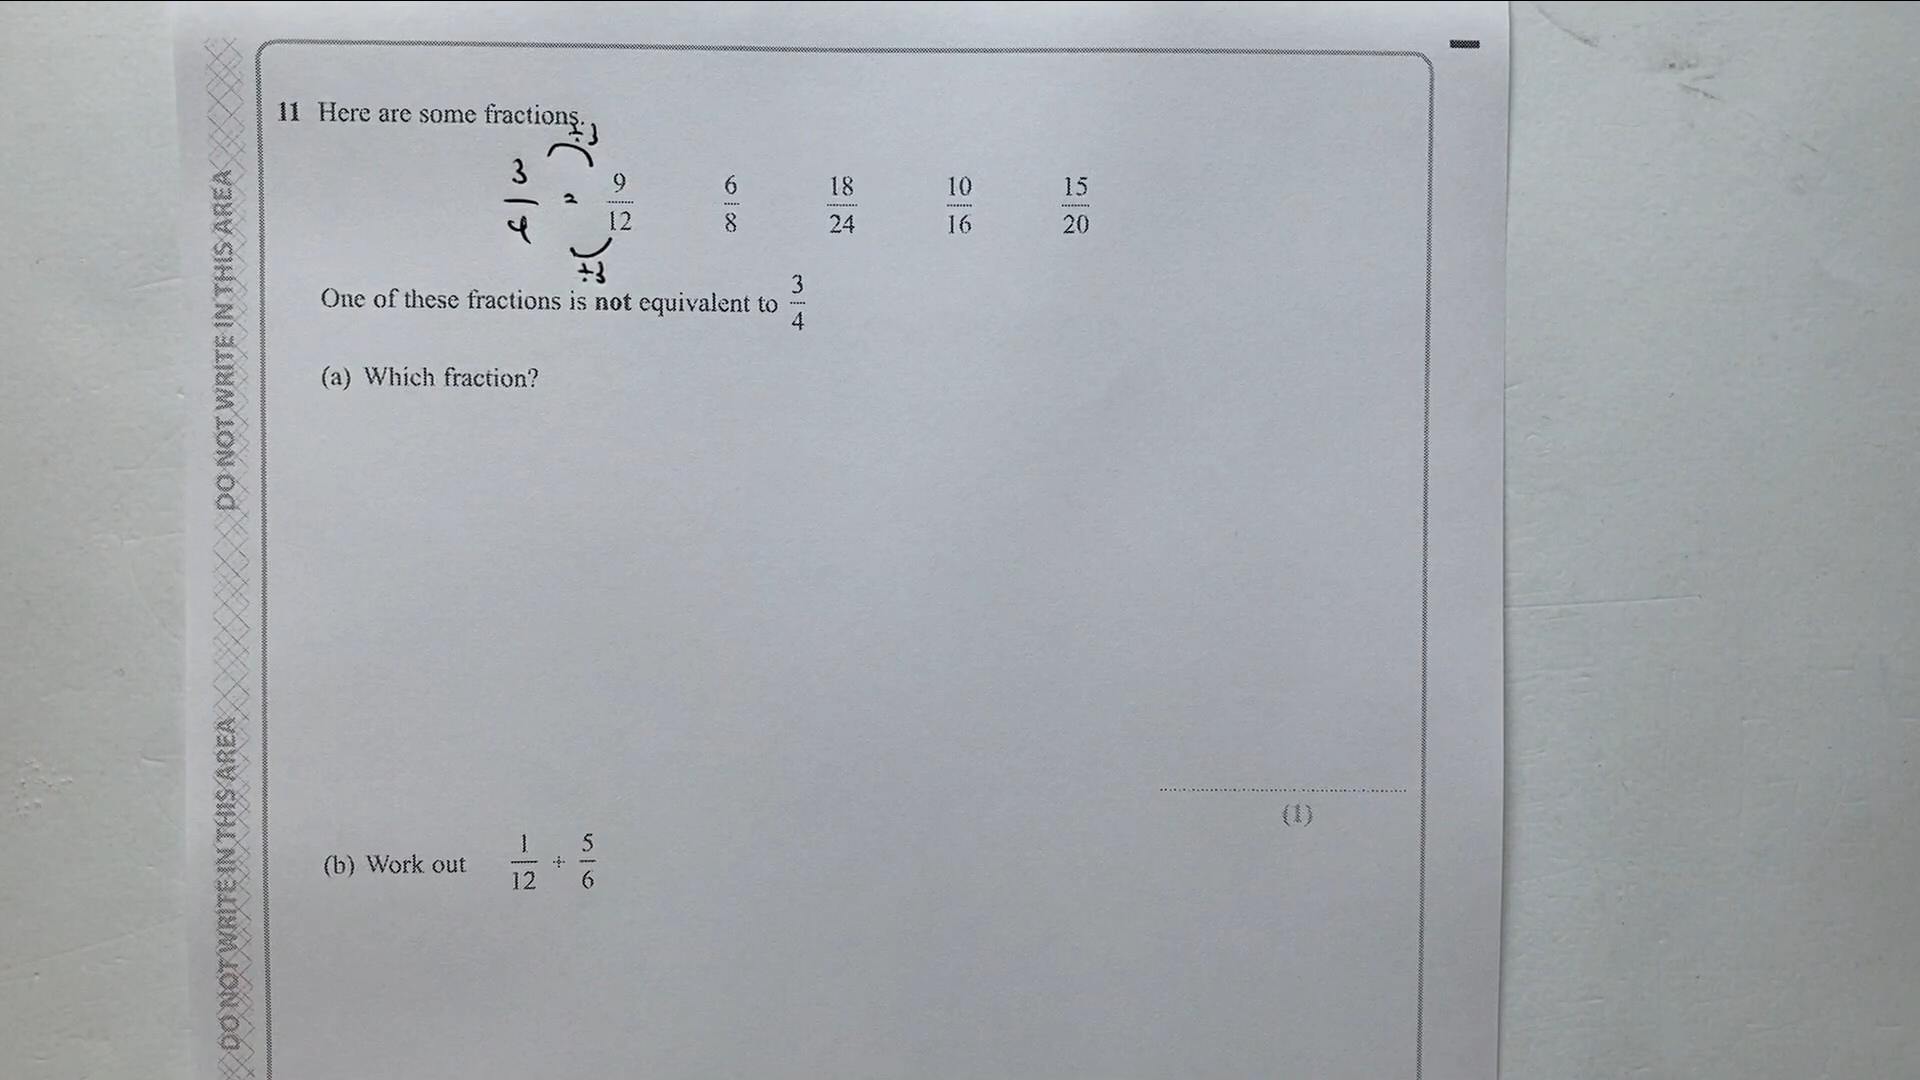 11 Here are some fractions.
÷3
3/4 = 9/12 6/8 18/24 10/16 15/20
÷3
One of these fractions is not equivalent to 3/4
(a) Which fraction?
(1)
(b) Work out 1/12 + 5/6
DO NOT WRITE IN THIS AREA
DO NOT WRITE IN THIS AREA